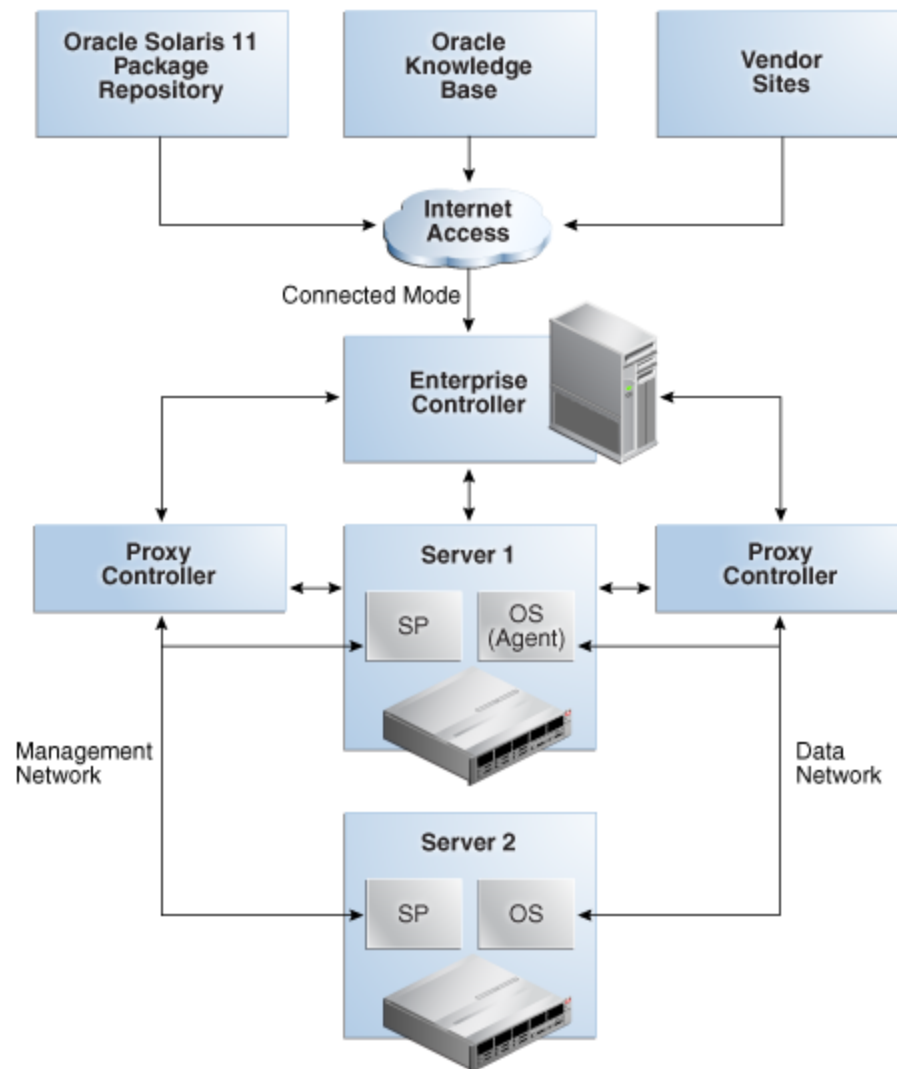 Oracle Solaris 11
Package
Repository
Oracle
Knowledge
Base
Vendor
Sites
Internet
Access
Connected Mode
Enterprise
Controller
Proxy
Controller
Server 1
Proxy
Controller
SP
OS
(Agent)
Management
Network
Data
Network
Server 2
SP
OS